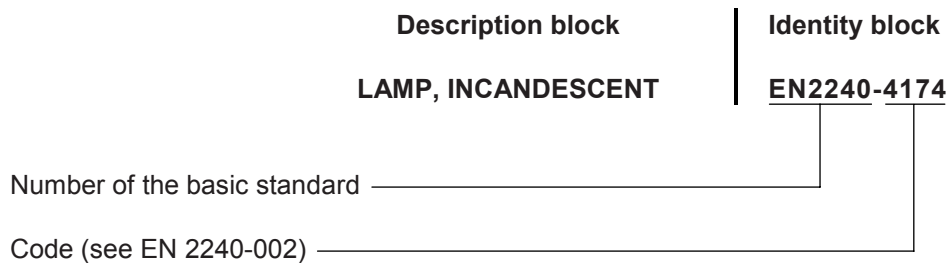 Description block Identity block
LAMP, INCANDESCENT EN2240-4174
Number of the basic standard
Code (see EN 2240-002)